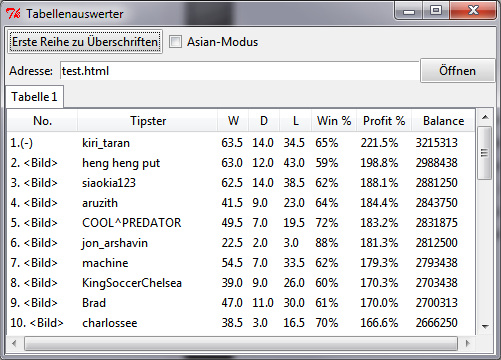 Tabellenauswerter
Erste Reihe zu Überschriften Asian-Modus
Adresse: test.html Öffnen
Tabelle 1
No. Tipster W D L Win % Profit % Balance
1.(-) kiri_taran 63.5 14.0 34.5 65% 221.5% 3215313
2. <Bild> heng heng put 63.0 12.0 43.0 59% 198.8% 2988438
3. <Bild> siaokia123 62.5 14.0 38.5 62% 188.1% 2881250
4. <Bild> aruzith 41.5 9.0 23.0 64% 184.4% 2843750
5. <Bild> COOL^PREDATOR 49.5 7.0 19.5 72% 183.2% 2831875
6. <Bild> jon_arshavin 22.5 2.0 3.0 88% 181.3% 2812500
7. <Bild> machine 54.5 7.0 33.5 62% 179.3% 2793438
8. <Bild> KingSoccerChelsea 39.0 9.0 26.0 60% 170.3% 2703438
9. <Bild> Brad 47.0 11.0 30.0 61% 170.0% 2700313
10. <Bild> charlossee 38.5 3.0 16.5 70% 166.6% 2666250